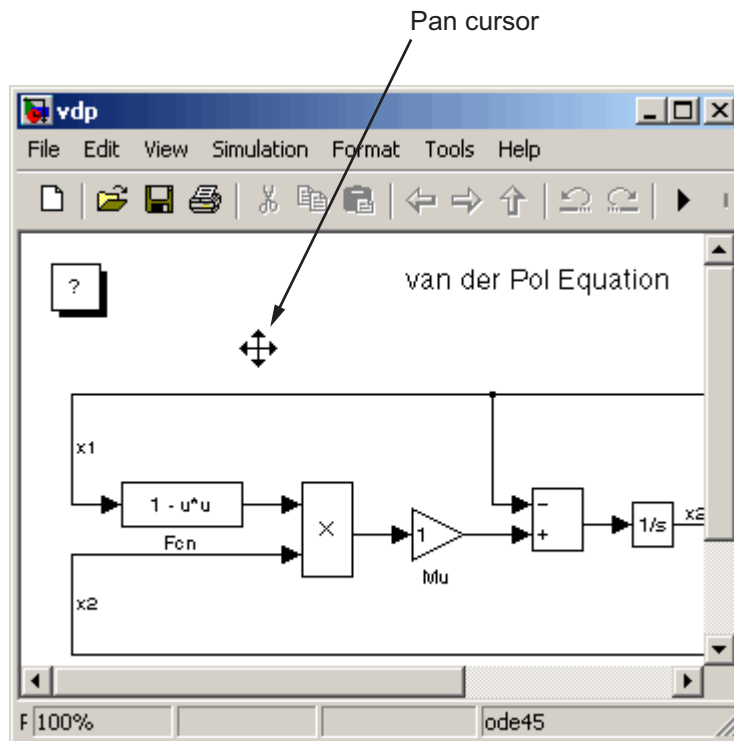 Pan cursor
vdp
File Edit View Simulation Format Tools Help
?
van der Pol Equation
x1
1 - u*u
Fcn
×
1
Mu
−
+
1/s
x2
x2
F 100%
ode45